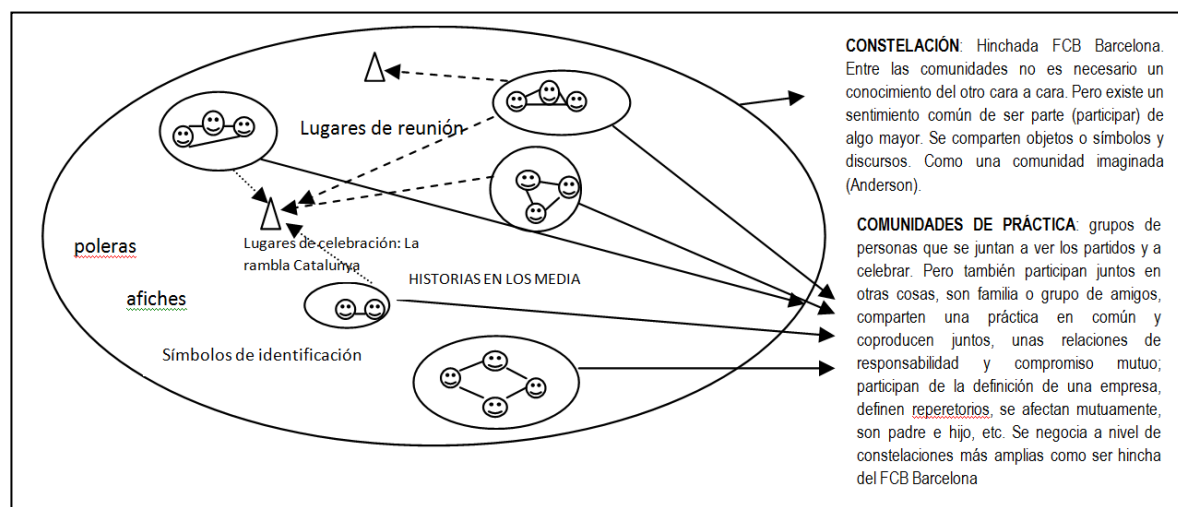 Lugares de reunión
poleras
Lugares de celebración: La
rambla Catalunya
afiches
HISTORIAS EN LOS MEDIA
Símbolos de identificación
CONSTELACIÓN: Hinchada FCB Barcelona.
Entre las comunidades no es necesario un
conocimiento del otro cara a cara. Pero existe un
sentimiento común de ser parte (participar) de
algo mayor. Se comparten objetos o símbolos y
discursos. Como una comunidad imaginada
(Anderson).
COMUNIDADES DE PRÁCTICA: grupos de
personas que se juntan a ver los partidos y a
celebrar. Pero también participan juntos en
otras cosas, son familia o grupo de amigos,
comparten una práctica en común y
coproducen juntos, unas relaciones de
responsabilidad y compromiso mutuo;
participan de la definición de una empresa,
definen reperetorios, se afectan mutuamente,
son padre e hijo, etc. Se negocia a nivel de
constelaciones más amplias como ser hincha
del FCB Barcelona